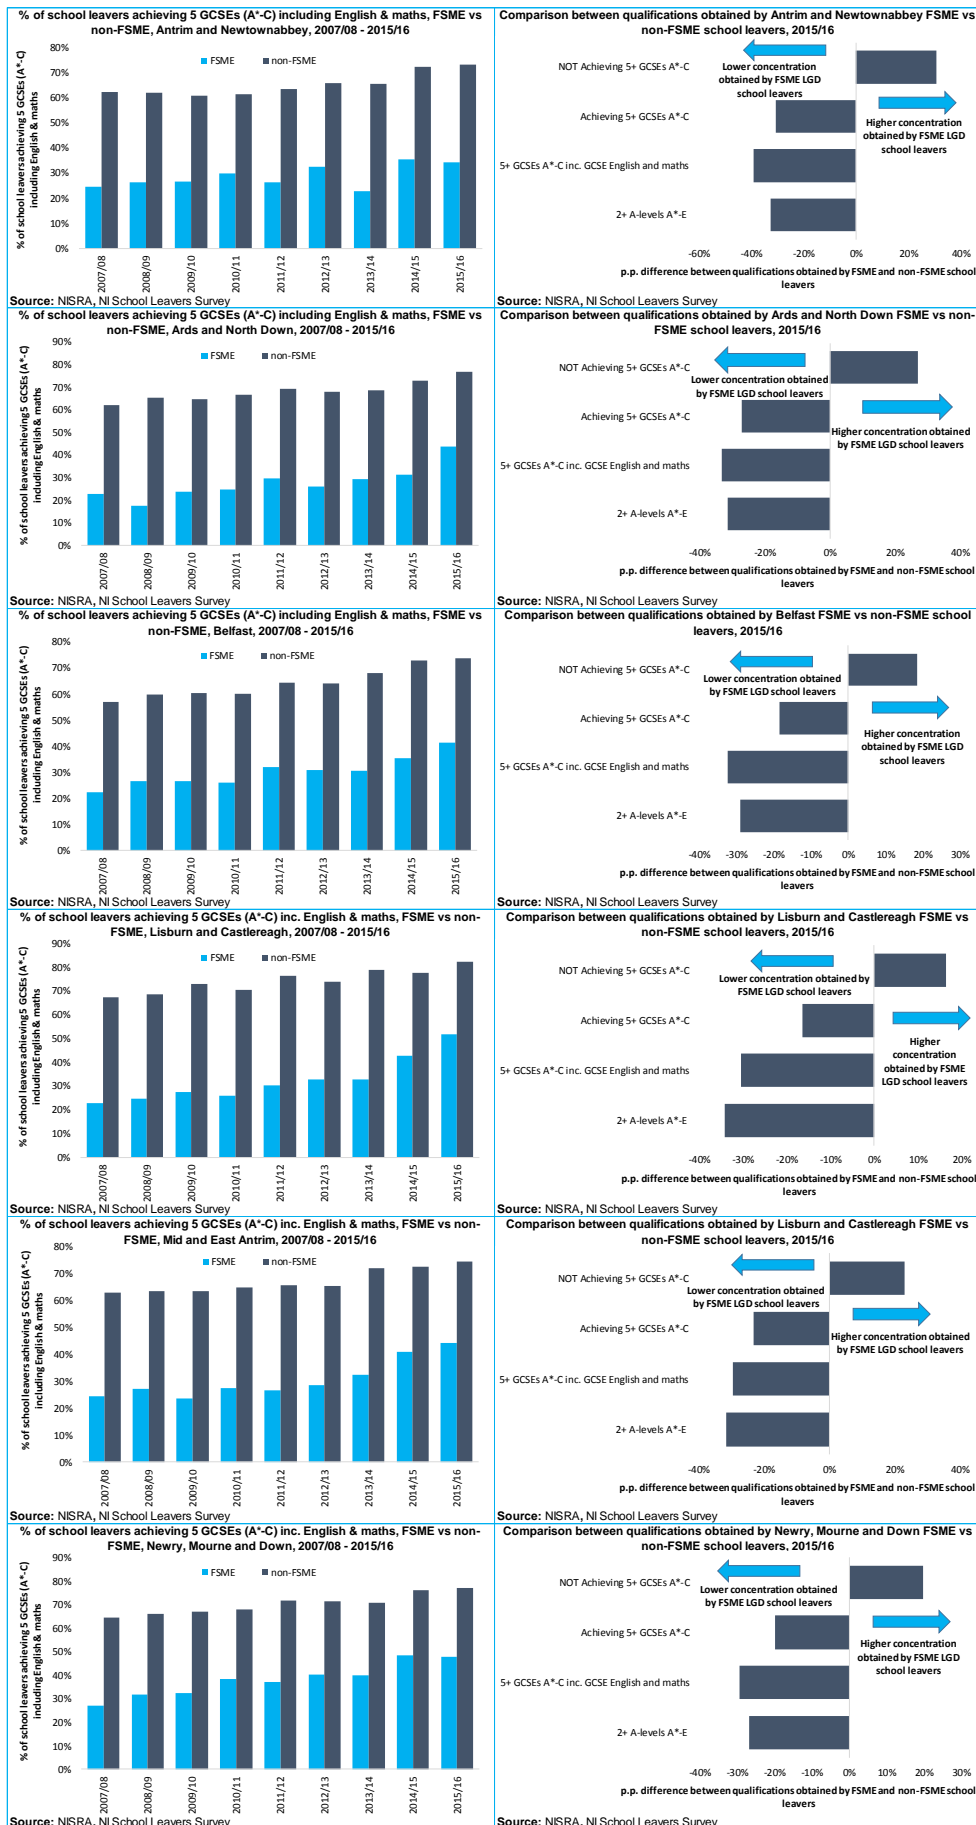 % of school leavers achieving 5 GCSEs (A*-C) including English & maths, FSME vs
non-FSME, Antrim and Newtownabbey, 2007/08 - 2015/16
% of school leavers achieving 5 GCSEs (A*-C)
including English & maths
FSME
non-FSME
80%
70%
60%
50%
40%
30%
20%
10%
0%
2007/08
2008/09
2009/10
2010/11
2011/12
2012/13
2013/14
2014/15
2015/16
Source: NISRA, NI School Leavers Survey
Comparison between qualifications obtained by Antrim and Newtownabbey FSME vs
non-FSME school leavers, 2015/16
NOT Achieving 5+ GCSEs A*-C
Achieving 5+ GCSEs A*-C
5+ GCSEs A*-C inc. GCSE English and maths
2+ A-levels A*-E
Lower concentration
obtained by FSME LGD
school leavers
Higher concentration
obtained by FSME LGD
school leavers
-60%
-40%
-20%
0%
20%
40%
p.p. difference between qualifications obtained by FSME and non-FSME school
leavers
Source: NISRA, NI School Leavers Survey
% of school leavers achieving 5 GCSEs (A*-C) including English & maths, FSME vs
non-FSME, Ards and North Down, 2007/08 - 2015/16
% of school leavers achieving 5 GCSEs (A*-C)
including English & maths
FSME
non-FSME
90%
80%
70%
60%
50%
40%
30%
20%
10%
0%
2007/08
2008/09
2009/10
2010/11
2011/12
2012/13
2013/14
2014/15
2015/16
Source: NISRA, NI School Leavers Survey
Comparison between qualifications obtained by Ards and North Down FSME vs non-
FSME school leavers, 2015/16
NOT Achieving 5+ GCSEs A*-C
Achieving 5+ GCSEs A*-C
5+ GCSEs A*-C inc. GCSE English and maths
2+ A-levels A*-E
Lower concentration obtained
by FSME LGD school leavers
Higher concentration obtained
by FSME LGD school leavers
-40%
-20%
0%
20%
40%
p.p. difference between qualifications obtained by FSME and non-FSME school
leavers
Source: NISRA, NI School Leavers Survey
% of school leavers achieving 5 GCSEs (A*-C) including English & maths, FSME vs
non-FSME, Belfast, 2007/08 - 2015/16
% of school leavers achieving 5 GCSEs (A*-C)
including English & maths
FSME
non-FSME
80%
70%
60%
50%
40%
30%
20%
10%
0%
2007/08
2008/09
2009/10
2010/11
2011/12
2012/13
2013/14
2014/15
2015/16
Source: NISRA, NI School Leavers Survey
Comparison between qualifications obtained by Belfast FSME vs non-FSME school
leavers, 2015/16
NOT Achieving 5+ GCSEs A*-C
Achieving 5+ GCSEs A*-C
5+ GCSEs A*-C inc. GCSE English and maths
2+ A-levels A*-E
Lower concentration obtained
by FSME LGD school leavers
Higher concentration
obtained by FSME LGD
school leavers
-40%
-30%
-20%
-10%
0%
10%
20%
30%
p.p. difference between qualifications obtained by FSME and non-FSME school
leavers
Source: NISRA, NI School Leavers Survey
% of school leavers achieving 5 GCSEs (A*-C) inc. English & maths, FSME vs non-
FSME, Lisburn and Castlereagh, 2007/08 - 2015/16
% of school leavers achieving 5 GCSEs (A*-C)
including English & maths
FSME
non-FSME
90%
80%
70%
60%
50%
40%
30%
20%
10%
0%
2007/08
2008/09
2009/10
2010/11
2011/12
2012/13
2013/14
2014/15
2015/16
Source: NISRA, NI School Leavers Survey
Comparison between qualifications obtained by Lisburn and Castlereagh FSME vs
non-FSME school leavers, 2015/16
NOT Achieving 5+ GCSEs A*-C
Achieving 5+ GCSEs A*-C
5+ GCSEs A*-C inc. GCSE English and maths
2+ A-levels A*-E
Lower concentration obtained by
FSME LGD school leavers
Higher
concentration
obtained by FSME
LGD school leavers
-40%
-30%
-20%
-10%
0%
10%
20%
p.p. difference between qualifications obtained by FSME and non-FSME school
leavers
Source: NISRA, NI School Leavers Survey
% of school leavers achieving 5 GCSEs (A*-C) inc. English & maths, FSME vs non-
FSME, Mid and East Antrim, 2007/08 - 2015/16
% of school leavers achieving 5 GCSEs (A*-C)
including English & maths
FSME
non-FSME
80%
70%
60%
50%
40%
30%
20%
10%
0%
2007/08
2008/09
2009/10
2010/11
2011/12
2012/13
2013/14
2014/15
2015/16
Source: NISRA, NI School Leavers Survey
Comparison between qualifications obtained by Lisburn and Castlereagh FSME vs
non-FSME school leavers, 2015/16
NOT Achieving 5+ GCSEs A*-C
Achieving 5+ GCSEs A*-C
5+ GCSEs A*-C inc. GCSE English and maths
2+ A-levels A*-E
Lower concentration obtained
by FSME LGD school leavers
Higher concentration obtained
by FSME LGD school leavers
-40%
-20%
0%
20%
40%
p.p. difference between qualifications obtained by FSME and non-FSME school
leavers
Source: NISRA, NI School Leavers Survey
% of school leavers achieving 5 GCSEs (A*-C) inc. English & maths, FSME vs non-
FSME, Newry, Mourne and Down, 2007/08 - 2015/16
% of school leavers achieving 5 GCSEs (A*-C)
including English & maths
FSME
non-FSME
90%
80%
70%
60%
50%
40%
30%
20%
10%
0%
2007/08
2008/09
2009/10
2010/11
2011/12
2012/13
2013/14
2014/15
2015/16
Source: NISRA, NI School Leavers Survey
Comparison between qualifications obtained by Newry, Mourne and Down FSME vs
non-FSME school leavers, 2015/16
NOT Achieving 5+ GCSEs A*-C
Achieving 5+ GCSEs A*-C
5+ GCSEs A*-C inc. GCSE English and maths
2+ A-levels A*-E
Lower concentration obtained
by FSME LGD school leavers
Higher concentration
obtained by FSME LGD
school leavers
-40%
-30%
-20%
-10%
0%
10%
20%
30%
p.p. difference between qualifications obtained by FSME and non-FSME school
leavers
Source: NISRA, NI School Leavers Survey